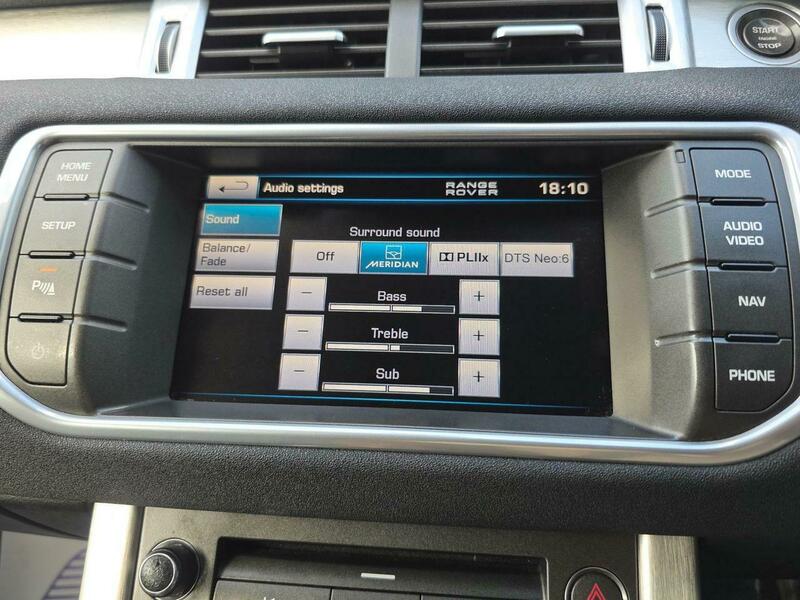 START
ENGINE
STOP
HOME
MENU
SETUP
P
Audio settings
RANGE
ROVER
18:10
Sound
Balance/
Fade
Reset all
Surround sound
Off
MERIDIAN
PLIIx
DTS Neo:6
− Bass +
− Treble +
− Sub +
MODE
AUDIO
VIDEO
NAV
PHONE